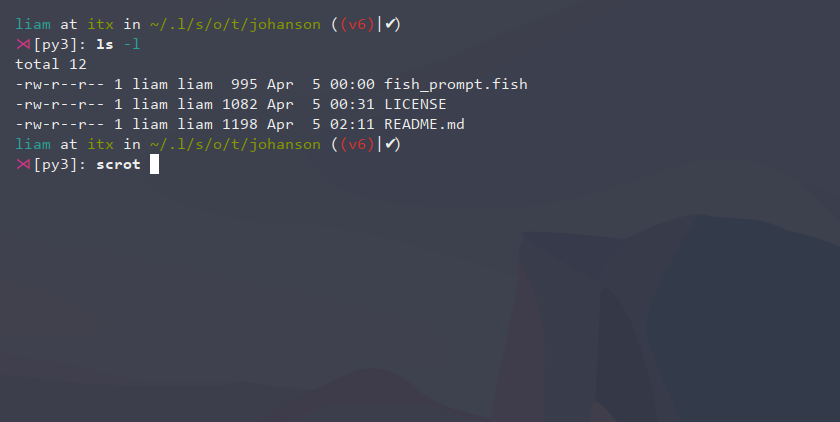 liam at itx in ~/.l/s/o/t/johanson ((v6)|✔)
⋊[py3]: ls -l
total 12
-rw-r--r-- 1 liam liam  995 Apr  5 00:00 fish_prompt.fish
-rw-r--r-- 1 liam liam 1082 Apr  5 00:31 LICENSE
-rw-r--r-- 1 liam liam 1198 Apr  5 02:11 README.md
liam at itx in ~/.l/s/o/t/johanson ((v6)|✔)
⋊[py3]: scrot